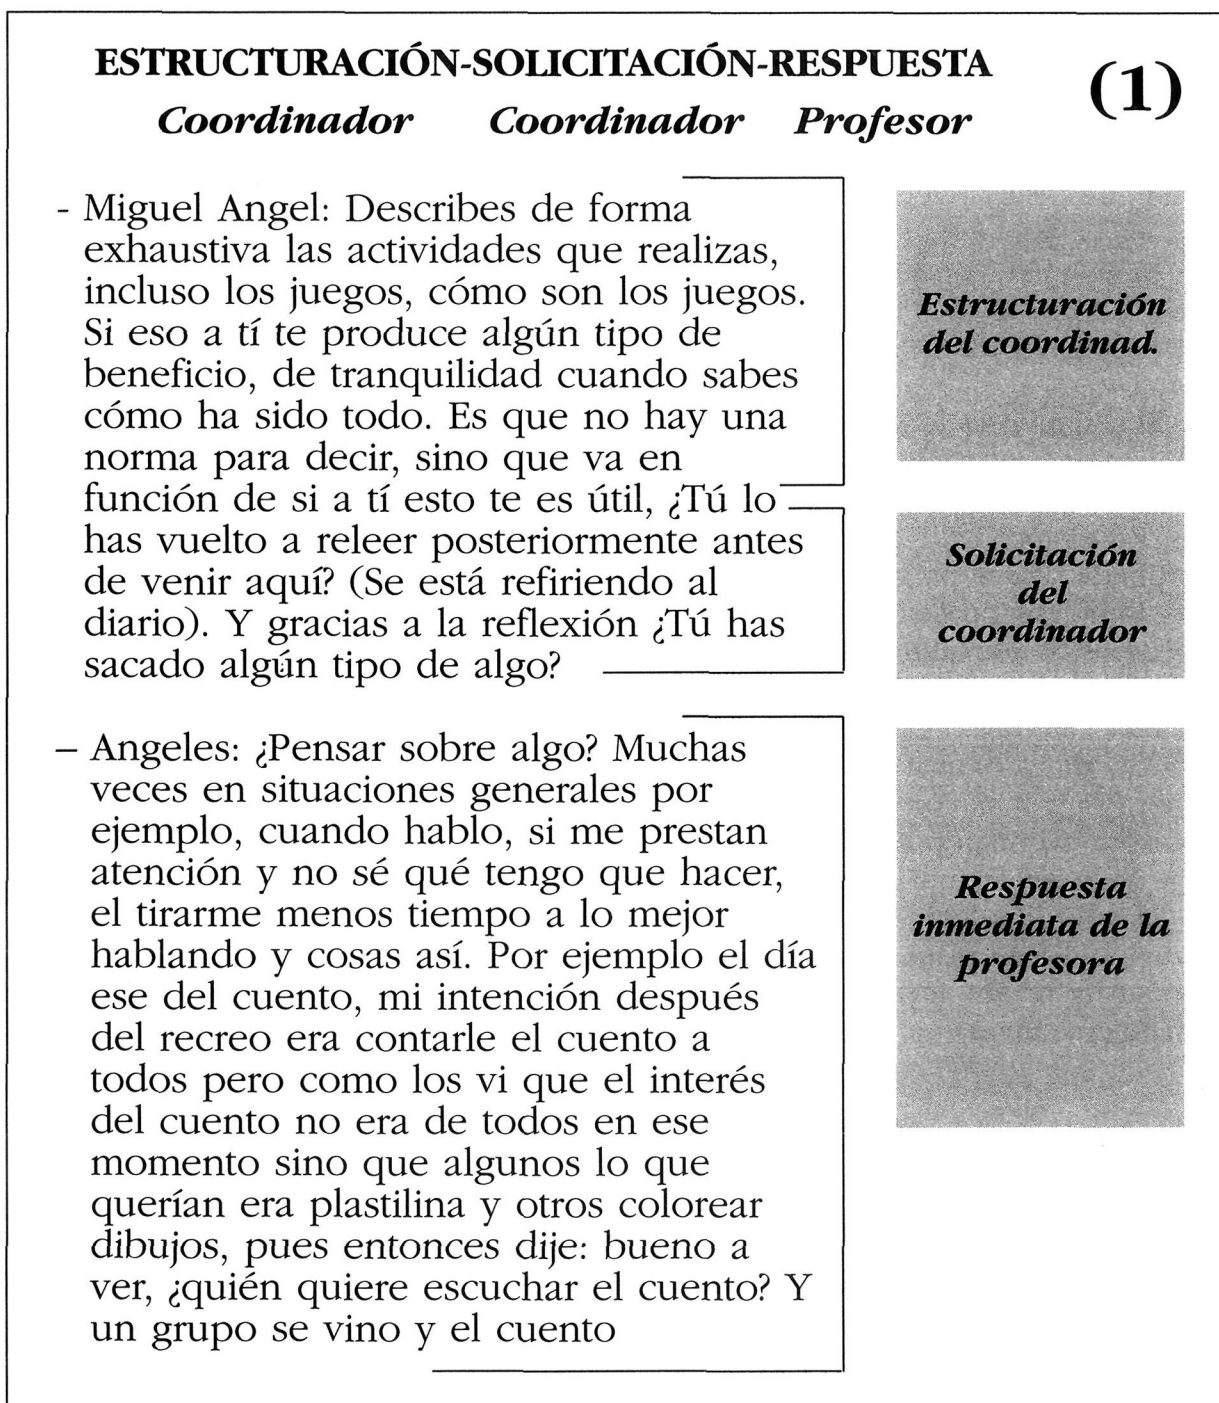 ESTRUCTURACIÓN-SOLICITACIÓN-RESPUESTA
(1)
Coordinador Coordinador Profesor
- Miguel Angel: Describes de forma
exhaustiva las actividades que realizas,
incluso los juegos, cómo son los juegos.
Si eso a tí te produce algún tipo de
beneficio, de tranquilidad cuando sabes
cómo ha sido todo. Es que no hay una
norma para decir, sino que va en
función de si a tí esto te es útil, ¿Tú lo
has vuelto a releer posteriormente antes
de venir aquí? (Se está refiriendo al
diario). Y gracias a la reflexión ¿Tú has
sacado algún tipo de algo?
Estructuración
del coordinad.
Solicitación
del
coordinador
– Angeles: ¿Pensar sobre algo? Muchas
veces en situaciones generales por
ejemplo, cuando hablo, si me prestan
atención y no sé qué tengo que hacer,
el tirarme menos tiempo a lo mejor
hablando y cosas así. Por ejemplo el día
ese del cuento, mi intención después
del recreo era contarle el cuento a
todos pero como los vi que el interés
del cuento no era de todos en ese
momento sino que algunos lo que
querían era plastilina y otros colorear
dibujos, pues entonces dije: bueno a
ver, ¿quién quiere escuchar el cuento? Y
un grupo se vino y el cuento
Respuesta
inmediata de la
profesora